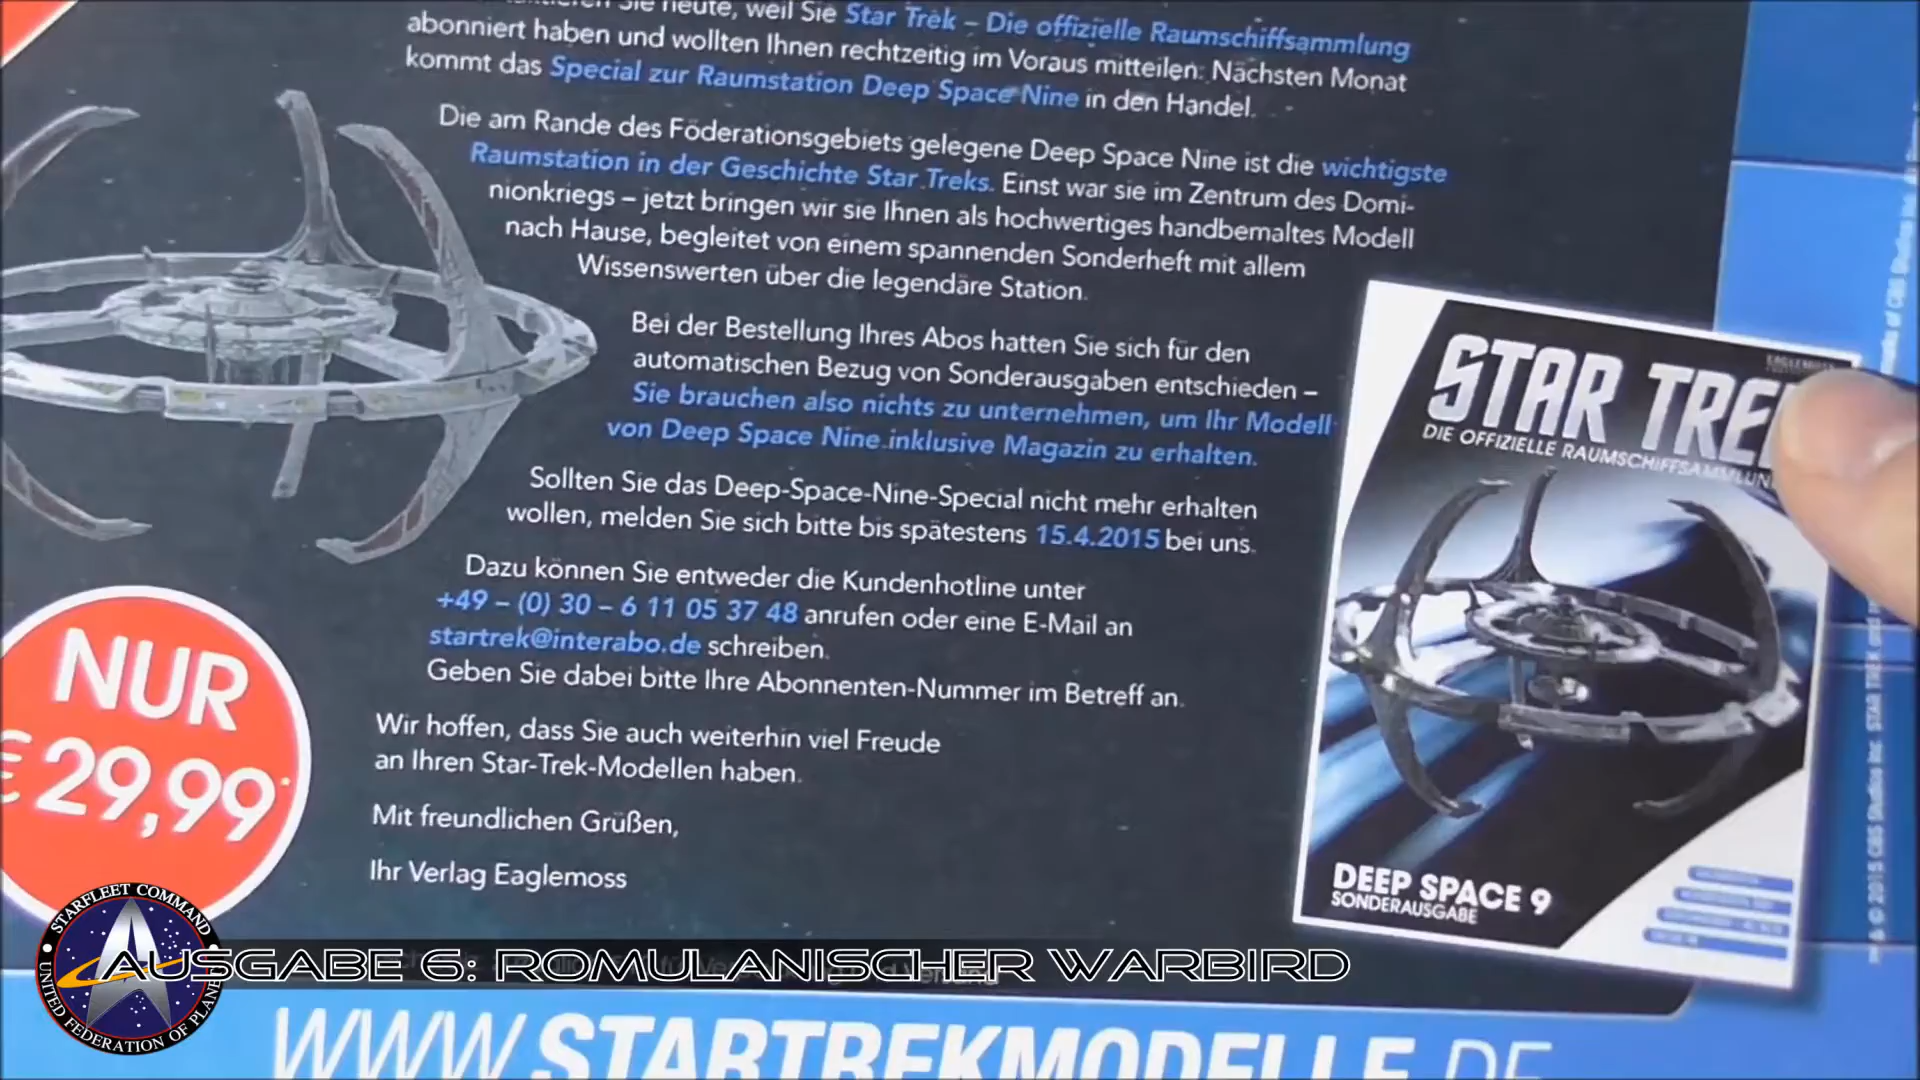 Sie heute, weil Sie Star Trek – Die offizielle Raumschiffsammlung
abonniert haben und wollten Ihnen rechtzeitig im Voraus mitteilen: Nächsten Monat
kommt das Special zur Raumstation Deep Space Nine in den Handel.
Die am Rande des Föderationsgebiets gelegene Deep Space Nine ist die wichtigste
Raumstation in der Geschichte Star Treks. Einst war sie im Zentrum des Domi-
nionkriegs – jetzt bringen wir sie Ihnen als hochwertiges handbemaltes Modell
nach Hause, begleitet von einem spannenden Sonderheft mit allem
Wissenswerten über die legendäre Station.
Bei der Bestellung Ihres Abos hatten Sie sich für den
automatischen Bezug von Sonderausgaben entschieden –
Sie brauchen also nichts zu unternehmen, um Ihr Modell
von Deep Space Nine inklusive Magazin zu erhalten.
Sollten Sie das Deep-Space-Nine-Special nicht mehr erhalten
wollen, melden Sie sich bitte bis spätestens 15.4.2015 bei uns.
Dazu können Sie entweder die Kundenhotline unter
+49 – (0) 30 – 6 11 05 37 48 anrufen oder eine E-Mail an
startrek@interabo.de schreiben.
Geben Sie dabei bitte Ihre Abonnenten-Nummer im Betreff an.
Wir hoffen, dass Sie auch weiterhin viel Freude
an Ihren Star-Trek-Modellen haben.
Mit freundlichen Grüßen,
Ihr Verlag Eaglemoss
NUR
€ 29,99*
STAR TRE
DIE OFFIZIELLE RAUMSCHIFFSAMMLUN
DEEP SPACE 9
SONDERAUSGABE
STARFLEET COMMAND
UNITED FEDERATION OF PLANE
AUSGABE 6: ROMULANISCHER WARBIRD
WWW.STARTREKMODELLE.DE